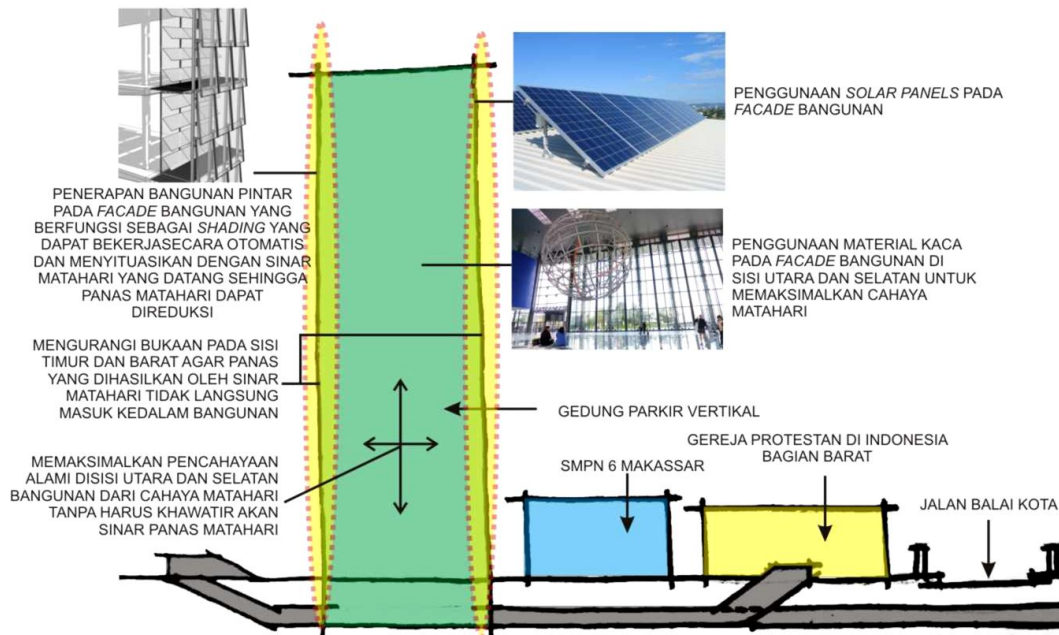 PENERAPAN BANGUNAN PINTAR
PADA FACADE BANGUNAN YANG
BERFUNGSI SEBAGAI SHADING YANG
DAPAT BEKERJASECARA OTOMATIS
DAN MENYITUASIKAN DENGAN SINAR
MATAHARI YANG DATANG SEHINGGA
PANAS MATAHARI DAPAT
DIREDUKSI
MENGURANGI BUKAAN PADA SISI
TIMUR DAN BARAT AGAR PANAS
YANG DIHASILKAN OLEH SINAR
MATAHARI TIDAK LANGSUNG
MASUK KEDALAM BANGUNAN
MEMAKSIMALKAN PENCAHAYAAN
ALAMI DISISI UTARA DAN SELATAN
BANGUNAN DARI CAHAYA MATAHARI
TANPA HARUS KHAWATIR AKAN
SINAR PANAS MATAHARI
PENGGUNAAN SOLAR PANELS PADA
FACADE BANGUNAN
PENGGUNAAN MATERIAL KACA
PADA FACADE BANGUNAN DI
SISI UTARA DAN SELATAN UNTUK
MEMAKSIMALKAN CAHAYA
MATAHARI
GEDUNG PARKIR VERTIKAL
SMPN 6 MAKASSAR
GEREJA PROTESTAN DI INDONESIA
BAGIAN BARAT
JALAN BALAI KOTA